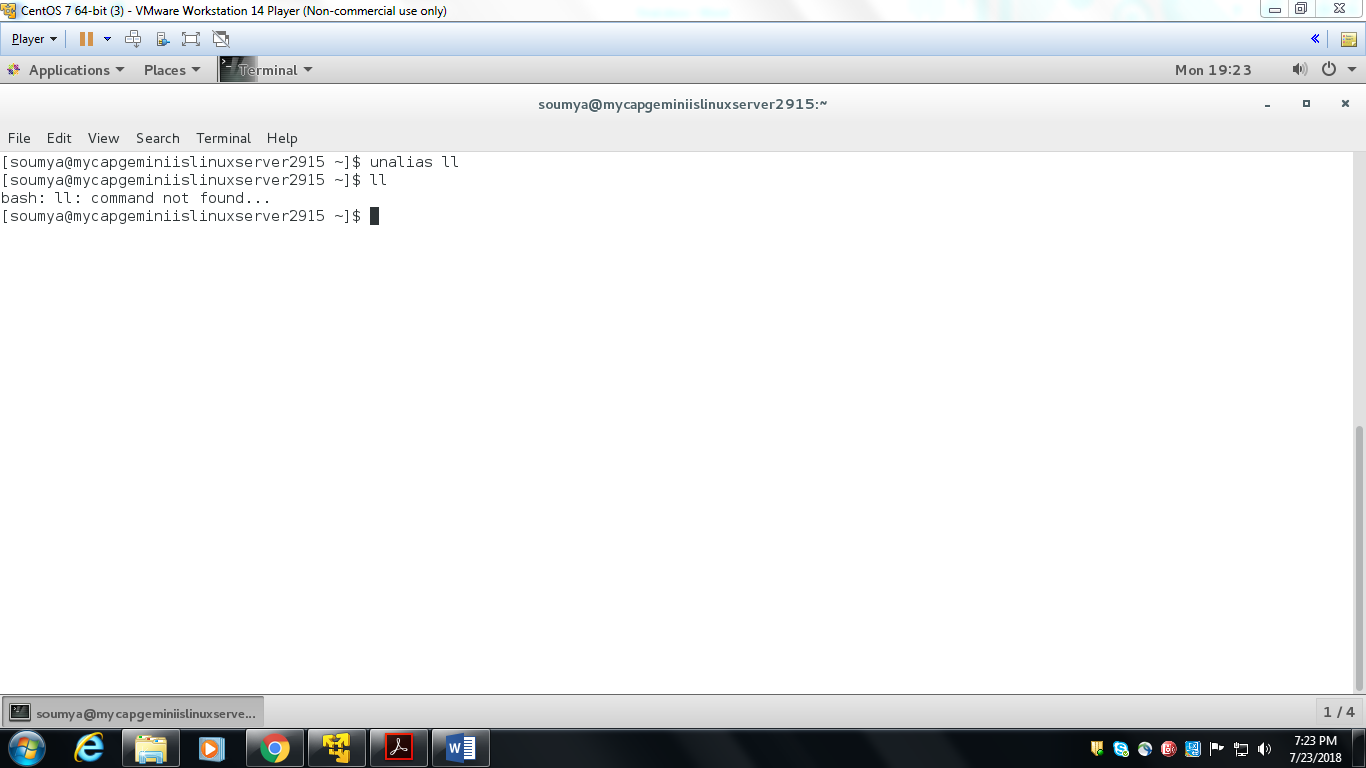 CentOS 7 64-bit (3) - VMware Workstation 14 Player (Non-commercial use only)
Player
Applications Places Terminal Mon 19:23
soumya@mycapgeminiislinuxserver2915:~
File Edit View Search Terminal Help
[soumya@mycapgeminiislinuxserver2915 ~]$ unalias ll
[soumya@mycapgeminiislinuxserver2915 ~]$ ll
bash: ll: command not found...
[soumya@mycapgeminiislinuxserver2915 ~]$
soumya@mycapgeminiislinuxserve... 1 / 4
7:23 PM
7/23/2018